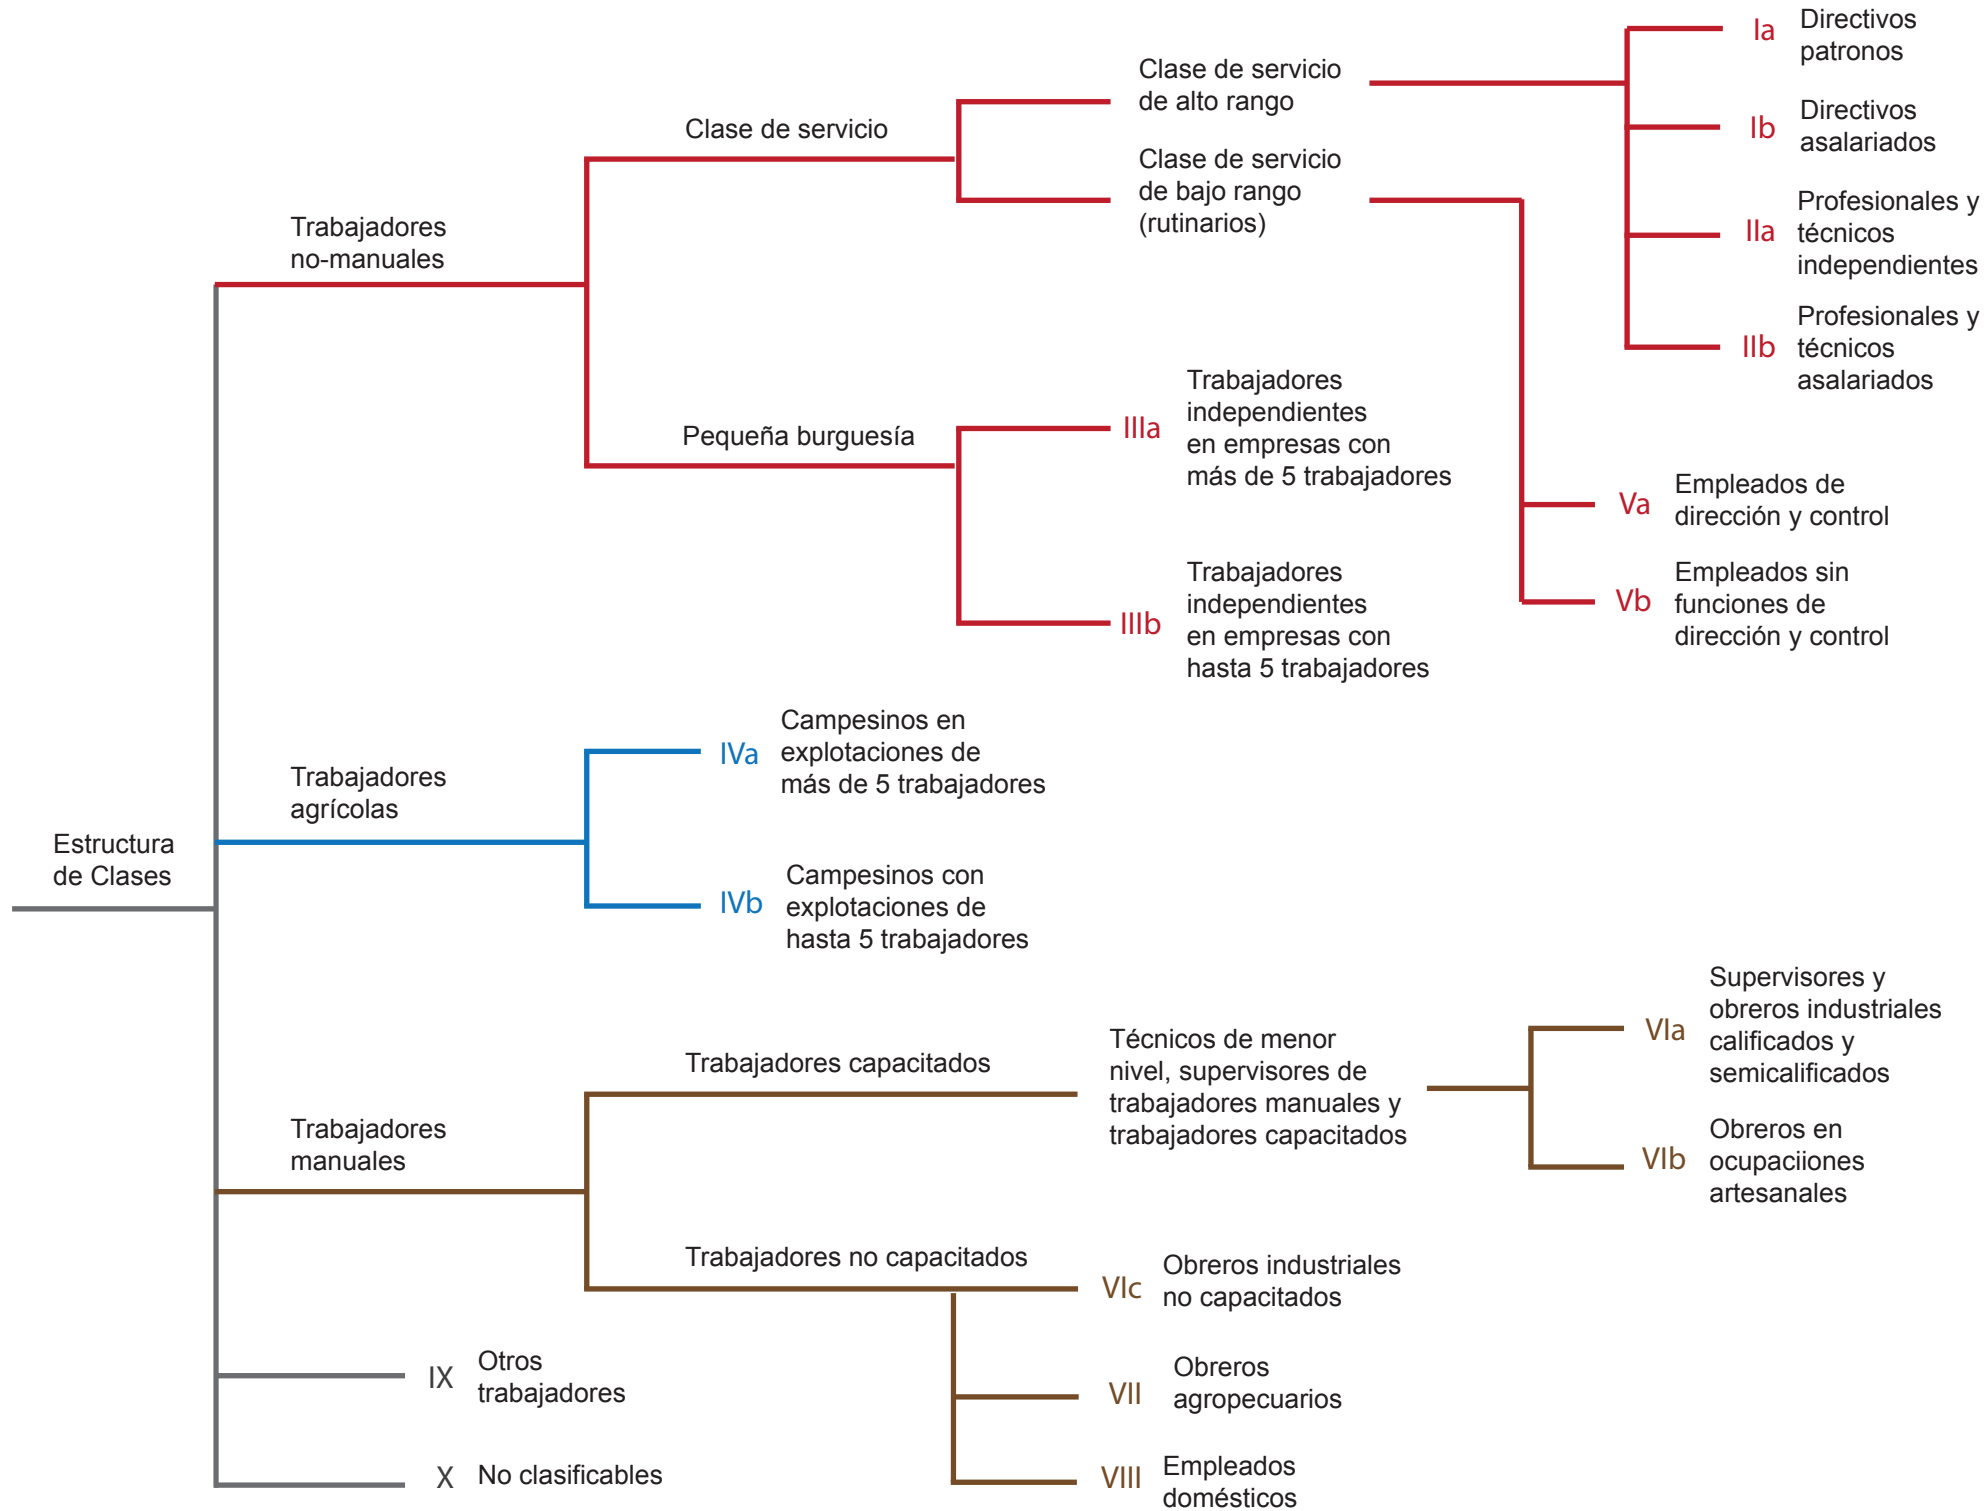 Estructura
de Clases
Trabajadores
no-manuales
Clase de servicio
Clase de servicio
de alto rango
Ia
Directivos
patronos
Ib
Directivos
asalariados
IIa
Profesionales y
técnicos
independientes
IIb
Profesionales y
técnicos
asalariados
Clase de servicio
de bajo rango
(rutinarios)
Va
Empleados de
dirección y control
Vb
Empleados sin
funciones de
dirección y control
Pequeña burguesía
IIIa
Trabajadores
independientes
en empresas con
más de 5 trabajadores
IIIb
Trabajadores
independientes
en empresas con
hasta 5 trabajadores
Trabajadores
agrícolas
IVa
Campesinos en
explotaciones de
más de 5 trabajadores
IVb
Campesinos con
explotaciones de
hasta 5 trabajadores
Trabajadores
manuales
Trabajadores capacitados
Técnicos de menor
nivel, supervisores de
trabajadores manuales y
trabajadores capacitados
VIa
Supervisores y
obreros industriales
calificados y
semicalificados
VIb
Obreros en
ocupaciiones
artesanales
Trabajadores no capacitados
VIc
Obreros industriales
no capacitados
VII
Obreros
agropecuarios
VIII
Empleados
domésticos
IX
Otros
trabajadores
X
No clasificables